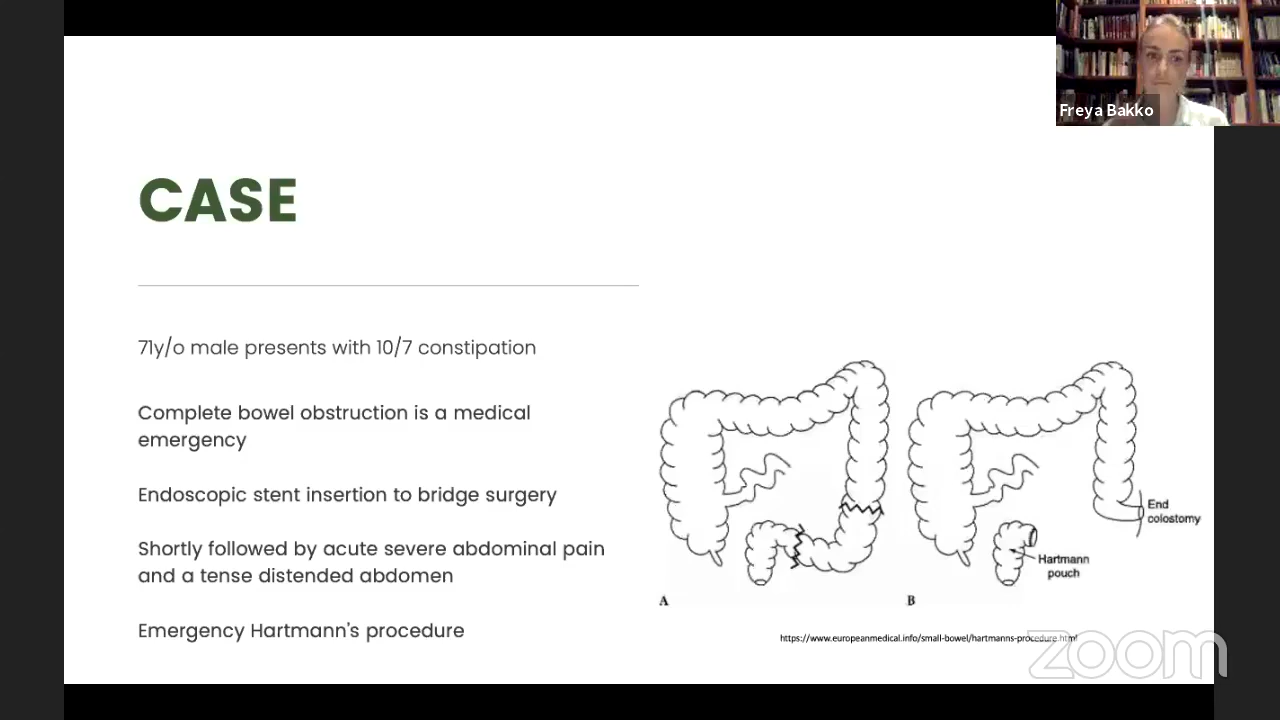 Freya Bakko
CASE
71y/o male presents with 10/7 constipation
Complete bowel obstruction is a medical
emergency
Endoscopic stent insertion to bridge surgery
Shortly followed by acute severe abdominal pain
and a tense distended abdomen
Emergency Hartmann's procedure
End
colostomy
Hartmann
pouch
A
B
https://www.europeanmedical.info/small-bowel/hartmanns-procedure.html
zoom